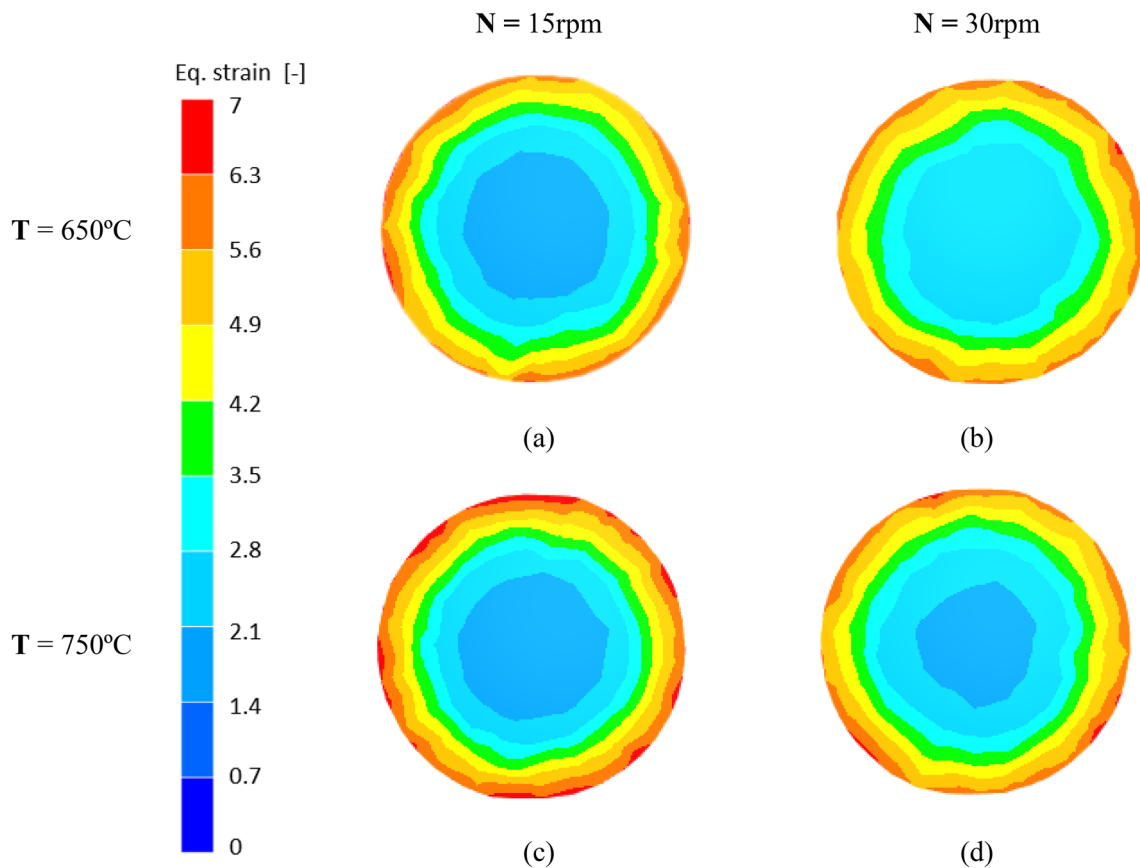 N = 15rpm
N = 30rpm
Eq. strain [-]
7
6.3
T = 650ºC
5.6
4.9
4.2
(a)
(b)
3.5
2.8
2.1
T = 750ºC
1.4
0.7
0
(c)
(d)